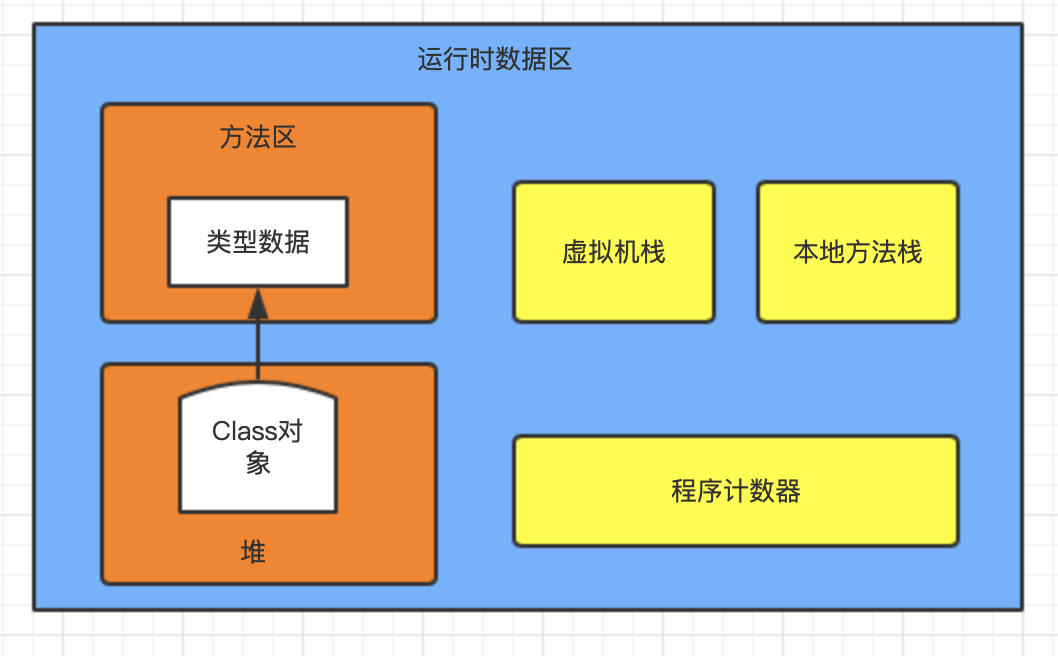 运行时数据区
方法区
类型数据
虚拟机栈
本地方法栈
Class对
象
堆
程序计数器